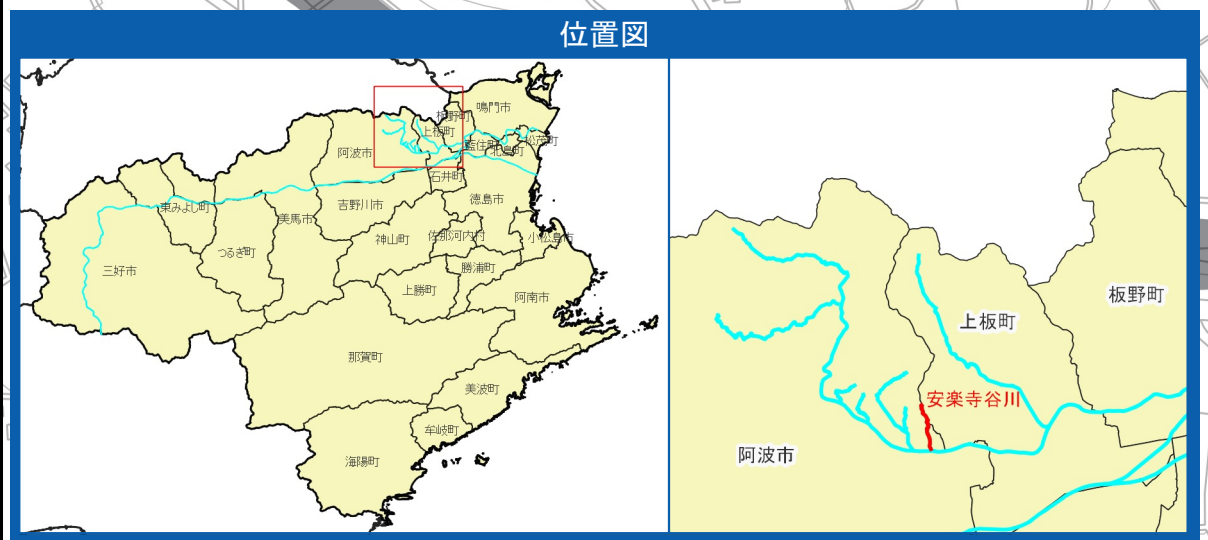 位置図
鳴門市
板野町
上板町
松茂町
藍住町
北島町
阿波市
石井町
徳島市
吉野川市
東みよし町
美馬市
神山町
佐那河内村
小松島市
つるぎ町
三好市
勝浦町
上勝町
阿南市
那賀町
美波町
牟岐町
海陽町
板野町
上板町
安楽寺谷川
阿波市